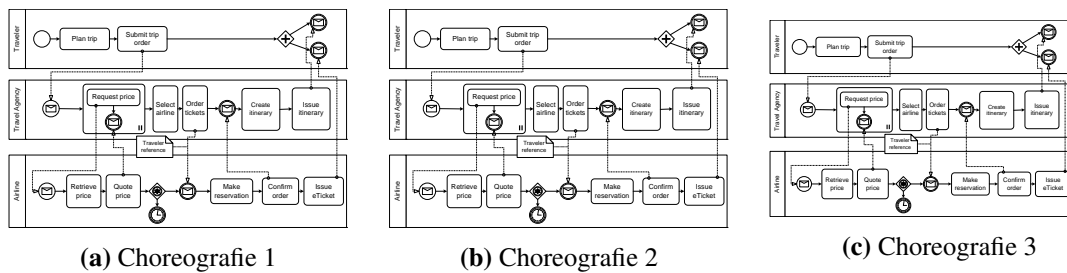 Traveler
Plan trip
Submit trip
order
Travel Agency
Request price
Select
airline
Order
tickets
Create
itinerary
Issue
itinerary
Traveler
reference
Airline
Retrieve
price
Quote
price
Make
reservation
Confirm
order
Issue
eTicket
(a) Choreografie 1
Traveler
Plan trip
Submit trip
order
Travel Agency
Request price
Select
airline
Order
tickets
Create
itinerary
Issue
itinerary
Traveler
reference
Airline
Retrieve
price
Quote
price
Make
reservation
Confirm
order
Issue
eTicket
(b) Choreografie 2
Traveler
Plan trip
Submit trip
order
Travel Agency
Request price
Select
airline
Order
tickets
Create
itinerary
Issue
itinerary
Traveler
reference
Airline
Retrieve
price
Quote
price
Make
reservation
Confirm
order
Issue
eTicket
(c) Choreografie 3